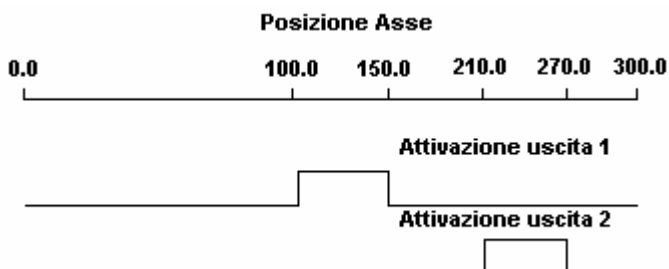 Posizione Asse
0.0 100.0 150.0 210.0 270.0 300.0
Attivazione uscita 1
Attivazione uscita 2